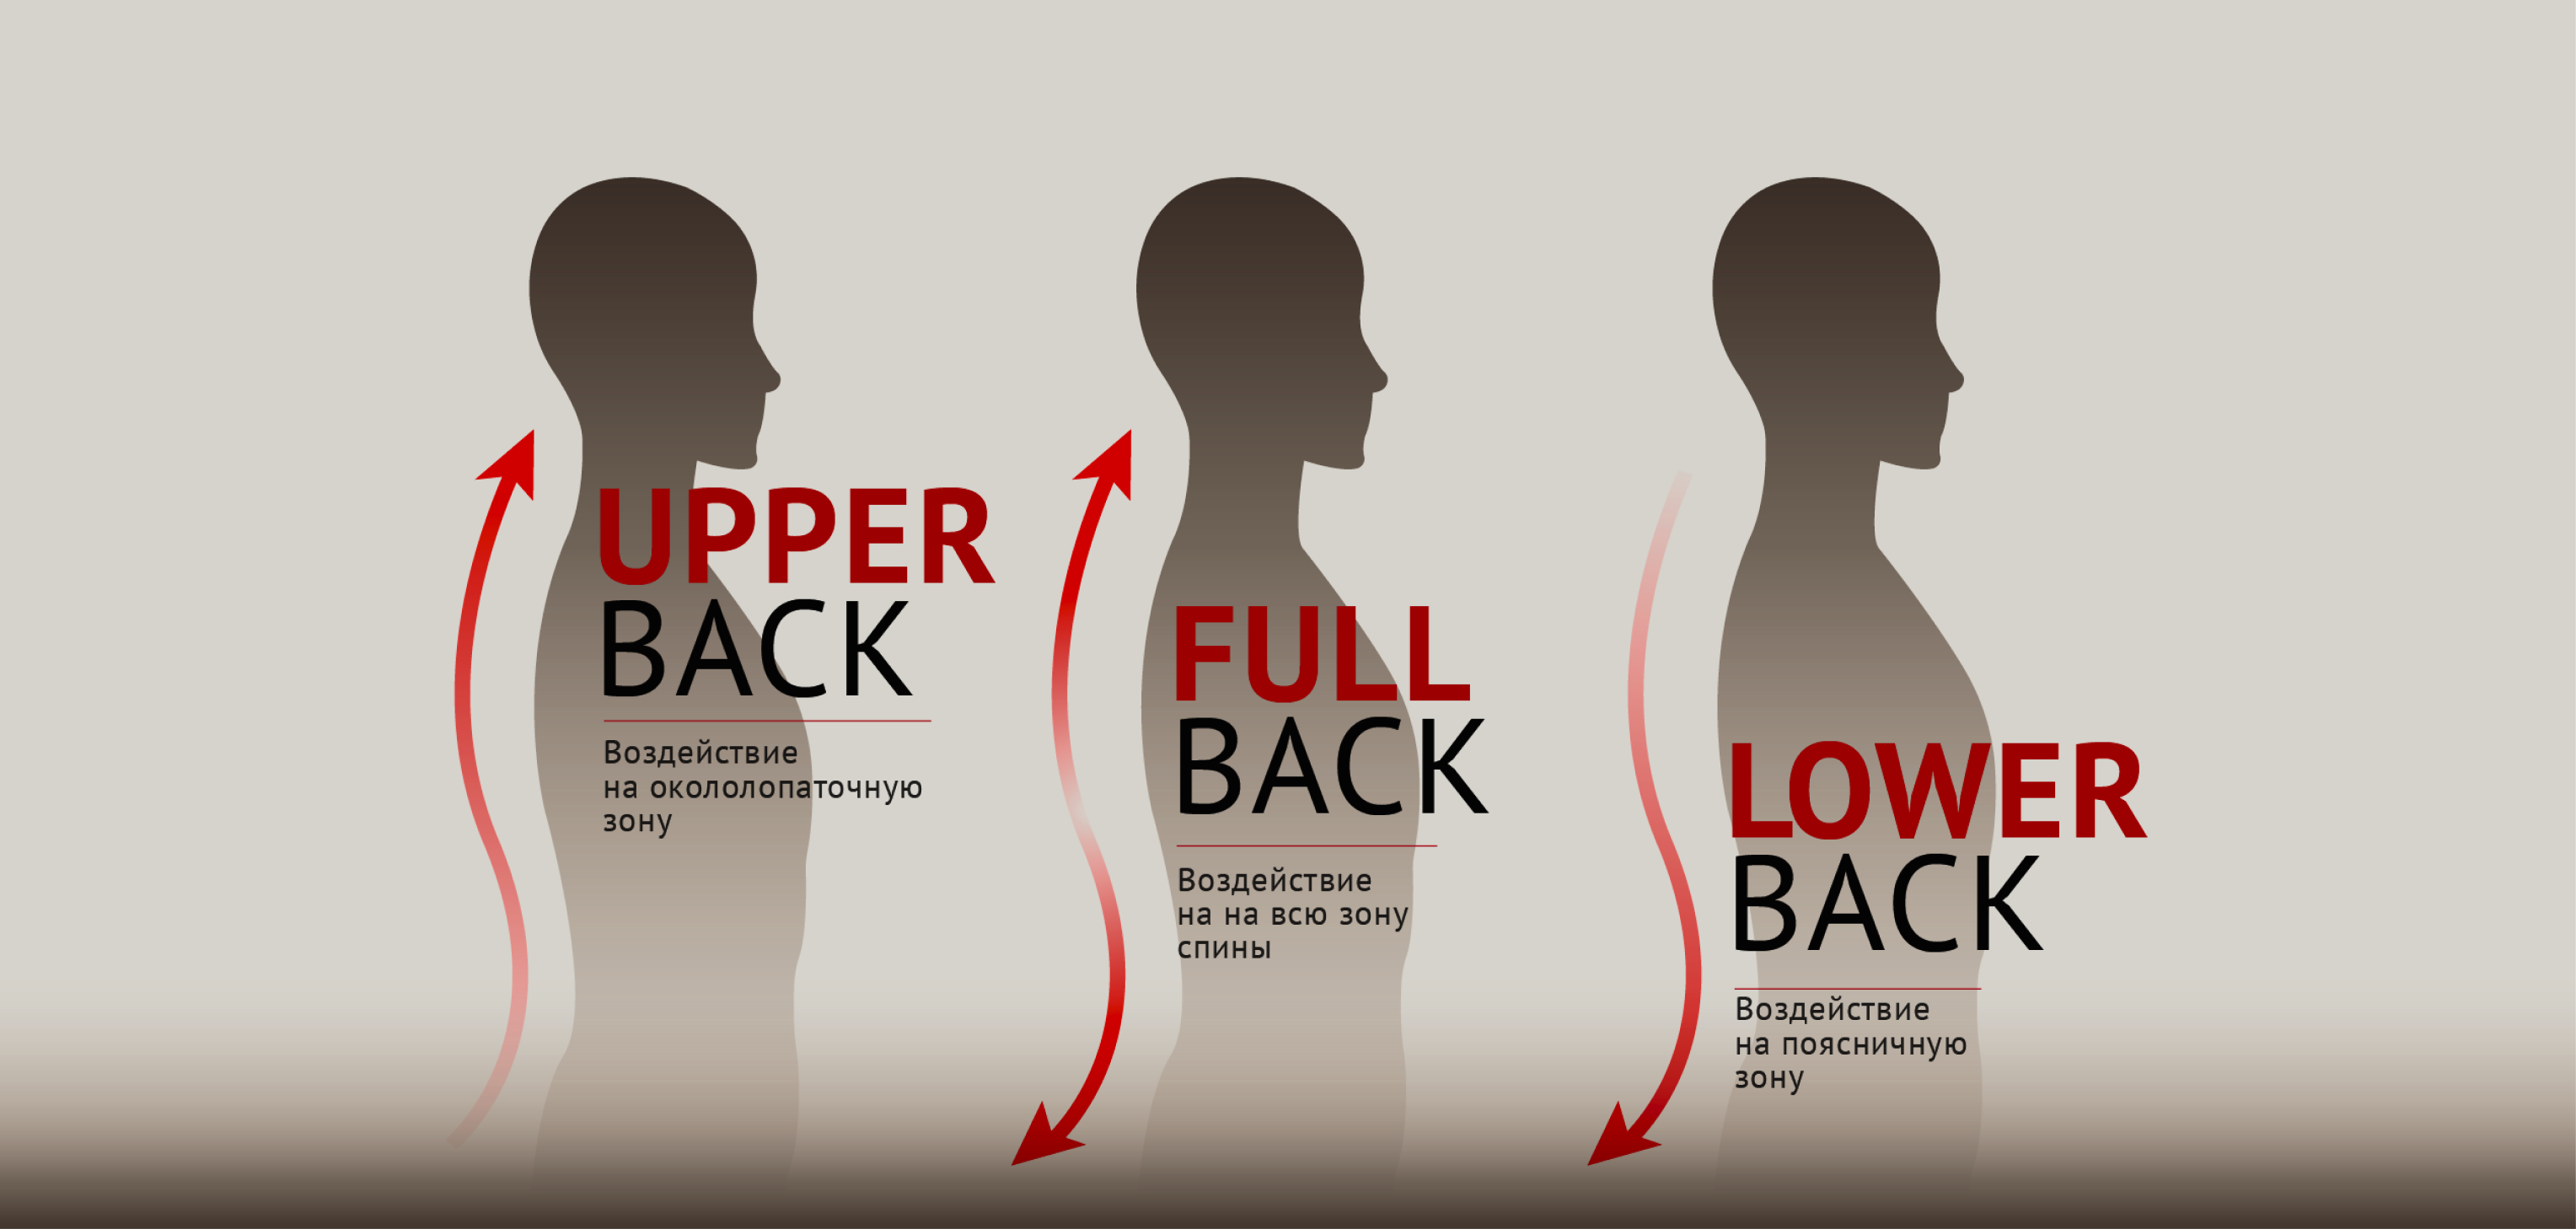 UPPER
BACK
Воздействие
на окололопаточную
зону
FULL
BACK
Воздействие
на на всю зону
спины
LOWER
BACK
Воздействие
на поясничную
зону